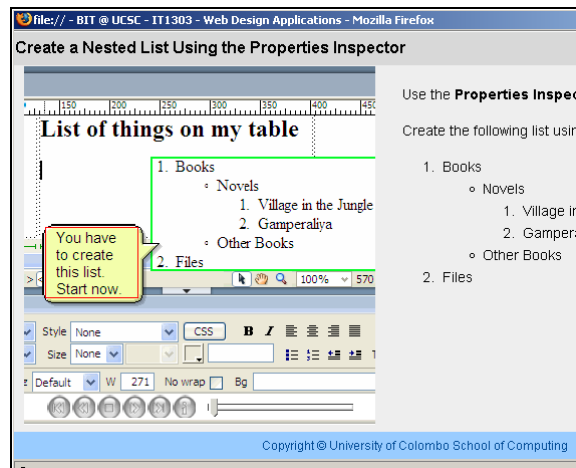 file:// - BIT @ UCSC - IT1303 - Web Design Applications - Mozilla Firefox
Create a Nested List Using the Properties Inspector
150 200 250 300 350 400 450
List of things on my table
1. Books
Novels
1. Village in the Jungle
2. Gamperaliya
Other Books
2. Files
You have
to create
this list.
Start now.
100% 570
Style None CSS B I
Size None
Default W 271 No wrap Bg
Use the Properties Inspec
Create the following list usin
1. Books
Novels
1. Village in
2. Gampera
Other Books
2. Files
Copyright © University of Colombo School of Computing